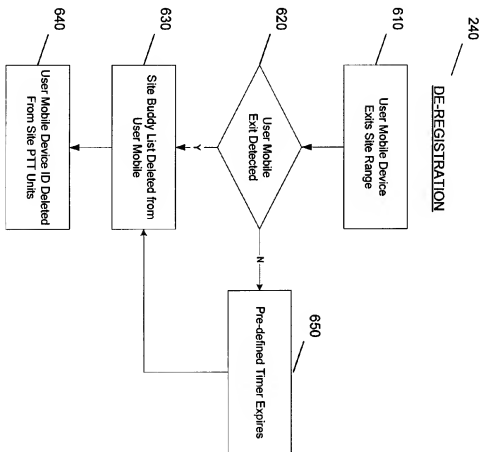 240
DE-REGISTRATION
610
User Mobile Device
Exits Site Range
620
User Mobile
Exit Detected
N
Y
650
Pre-defined Timer Expires
630
Site Buddy List Deleted from
User Mobile
640
User Mobile Device ID Deleted
From Site PTT Units